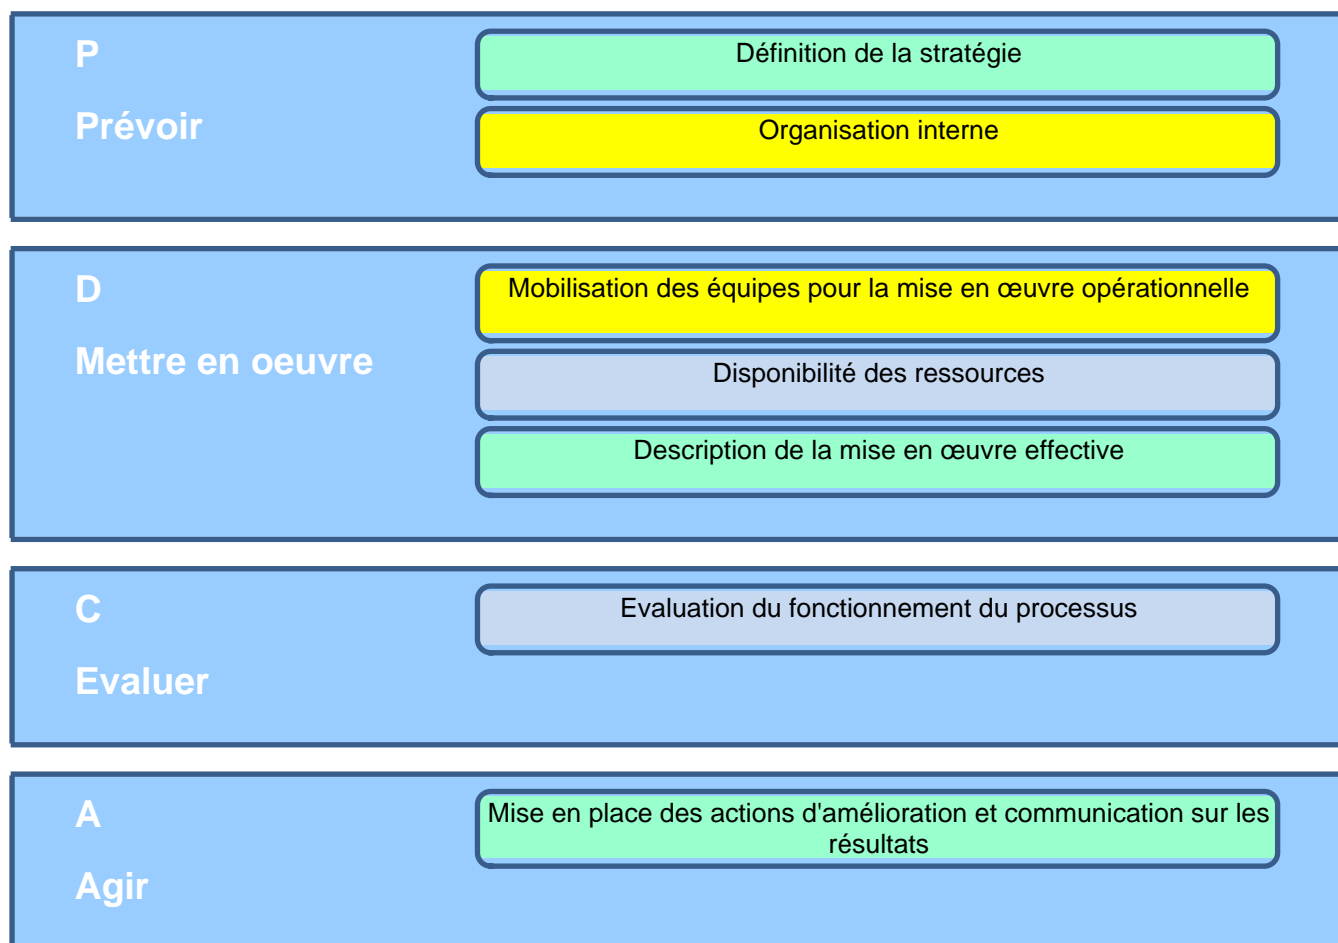 P
Prévoir
Définition de la stratégie
Organisation interne
D
Mettre en oeuvre
Mobilisation des équipes pour la mise en œuvre opérationnelle
Disponibilité des ressources
Description de la mise en œuvre effective
C
Evaluer
Evaluation du fonctionnement du processus
A
Agir
Mise en place des actions d'amélioration et communication sur les
résultats